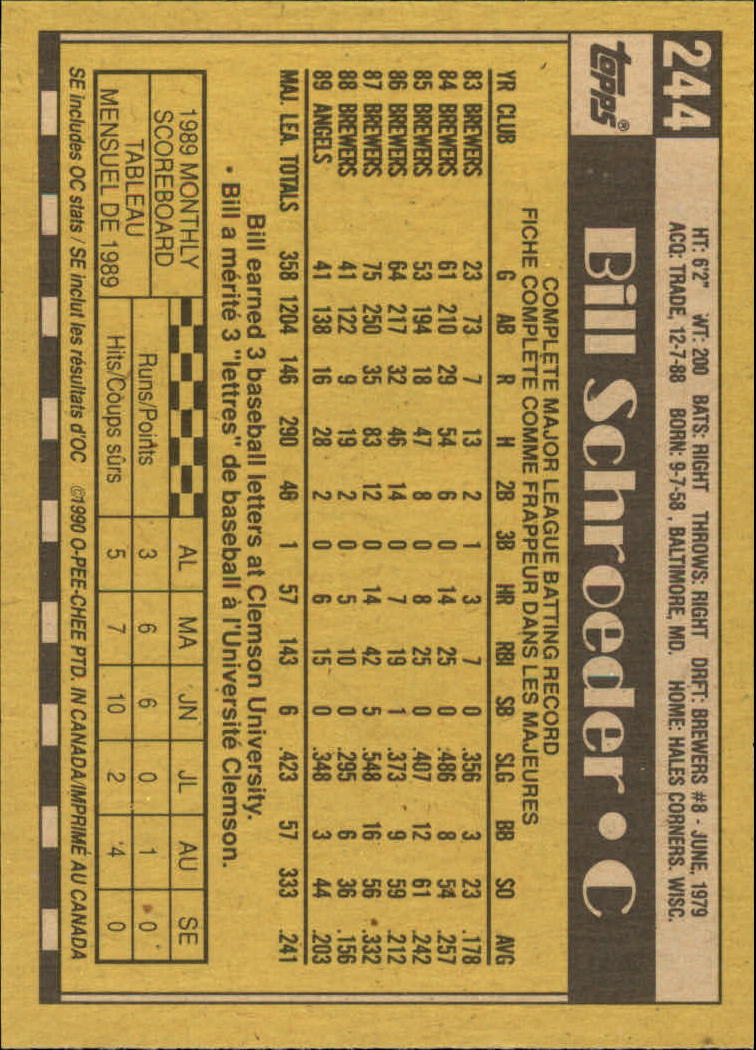 244
HT: 6'2" WT: 200 BATS: RIGHT THROWS: RIGHT DRFT: BREWERS #8 - JUNE, 1979
ACQ: TRADE, 12-7-88 BORN: 9-7-58, BALTIMORE, MD. HOME: HALES CORNERS, WISC.
topps® Bill Schroeder • C
COMPLETE MAJOR LEAGUE BATTING RECORD
FICHE COMPLÈTE COMME FRAPPEUR DANS LES MAJEURES
YR CLUB G AB R H 2B 3B HR RBI SB SLG BB SO AVG
83 BREWERS 23 73 7 13 2 1 3 7 0 .356 3 23 .178
84 BREWERS 61 210 29 54 6 0 14 25 0 .486 8 54 .257
85 BREWERS 53 194 18 47 8 0 8 25 0 .407 12 61 .242
86 BREWERS 64 217 32 46 14 0 7 19 1 .373 9 59 .212
87 BREWERS 75 250 35 83 12 0 14 42 5 .548 16 56 .332
88 BREWERS 41 122 9 19 2 0 5 10 0 .295 6 36 .156
89 ANGELS 41 138 16 28 2 0 6 15 0 .348 3 44 .203
MAJ. LEA. TOTALS 358 1204 146 290 46 1 57 143 6 .423 57 333 .241
Bill earned 3 baseball letters at Clemson University.
• Bill a mérité 3 "lettres" de baseball à l'Université Clemson.
1989 MONTHLY
SCOREBOARD
TABLEAU
MENSUEL DE 1989
AL MA JN JL AU SE
Runs/Points 3 6 6 0 1 0
Hits/Coups sûrs 5 7 10 2 4 0
SE includes OC stats / SE inclut les résultats d'OC ©1990 O-PEE-CHEE PTD. IN CANADA/IMPRIMÉ AU CANADA